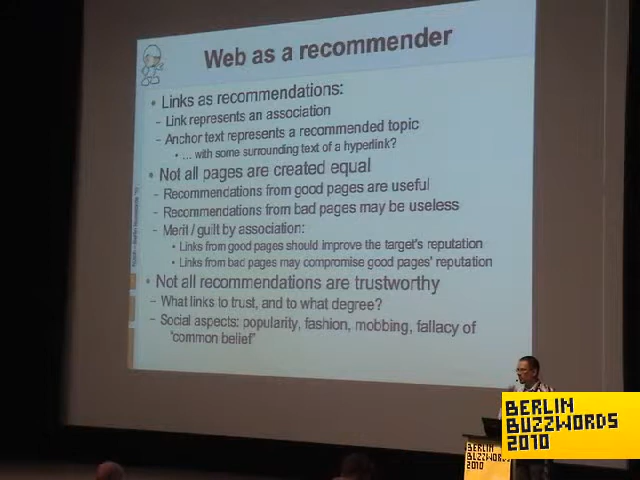 Web as a recommender
• Links as recommendations:
– Link represents an association
– Anchor text represents a recommended topic
• ... with some surrounding text of a hyperlink?
• Not all pages are created equal
– Recommendations from good pages are useful
– Recommendations from bad pages may be useless
– Merit / guilt by association:
• Links from good pages should improve the target's reputation
• Links from bad pages may compromise good pages' reputation
• Not all recommendations are trustworthy
– What links to trust, and to what degree?
– Social aspects: popularity, fashion, mobbing, fallacy of
"common belief"
BERLIN
BUZZWORDS
2010
BERLIN
BUZZWORDS
2010